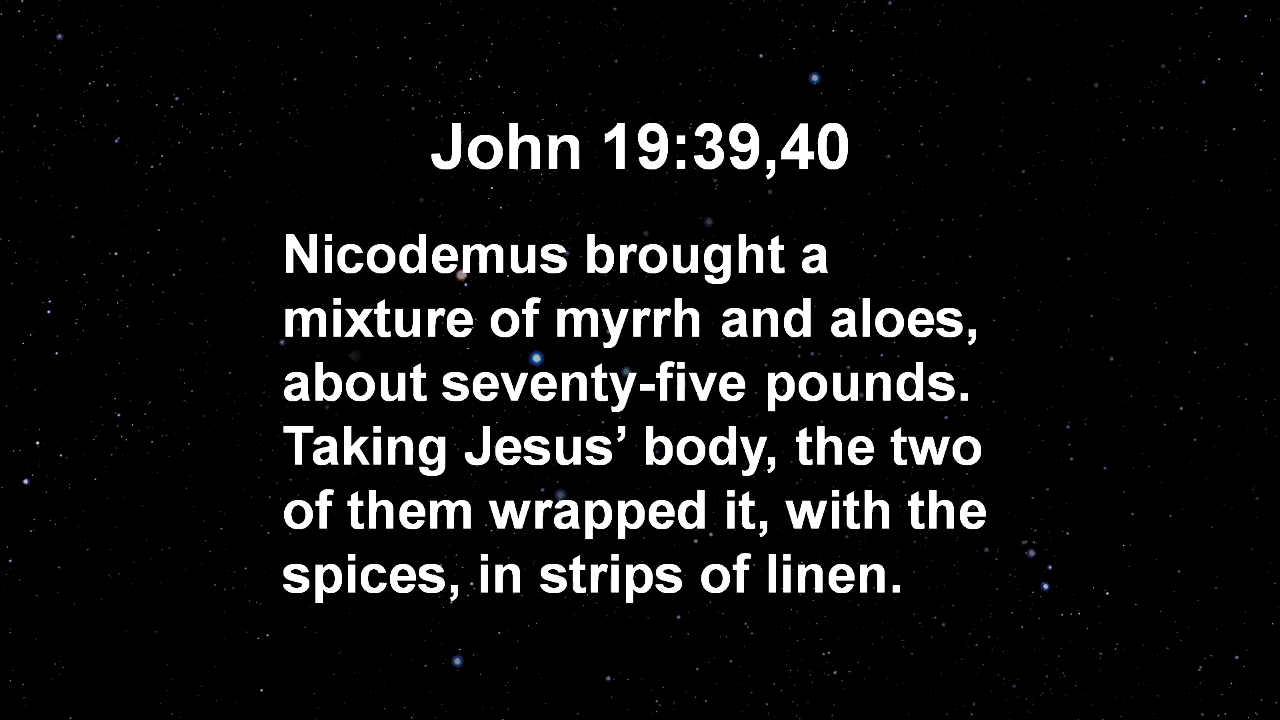 John 19:39,40
Nicodemus brought a
mixture of myrrh and aloes,
about seventy-five pounds.
Taking Jesus’ body, the two
of them wrapped it, with the
spices, in strips of linen.